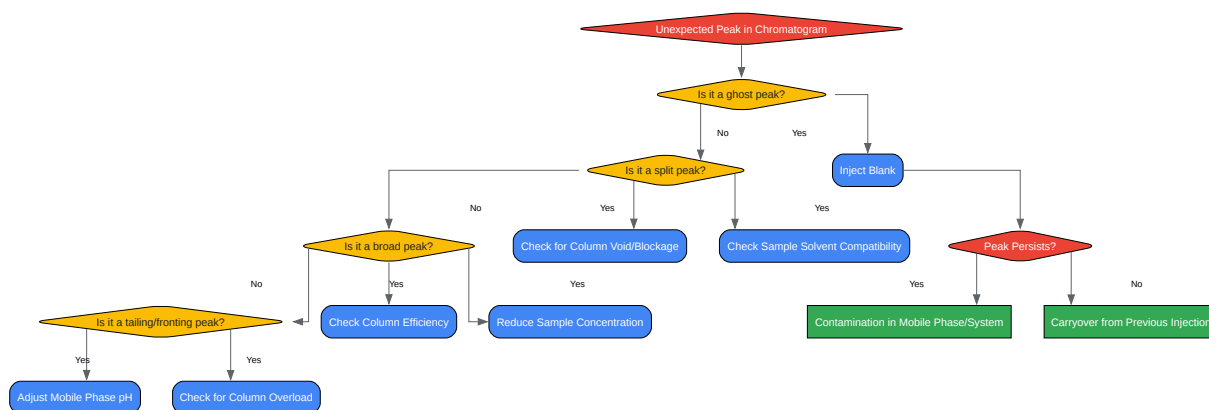 Unexpected Peak in Chromatogram
Is it a ghost peak?
No
Yes
Is it a split peak?
Inject Blank
No
Yes
Yes
Is it a broad peak?
Check for Column Void/Blockage
Check Sample Solvent Compatibility
Peak Persists?
No
Yes
Yes
Yes
No
Is it a tailing/fronting peak?
Check Column Efficiency
Reduce Sample Concentration
Contamination in Mobile Phase/System
Carryover from Previous Injection
Yes
Yes
Adjust Mobile Phase pH
Check for Column Overload